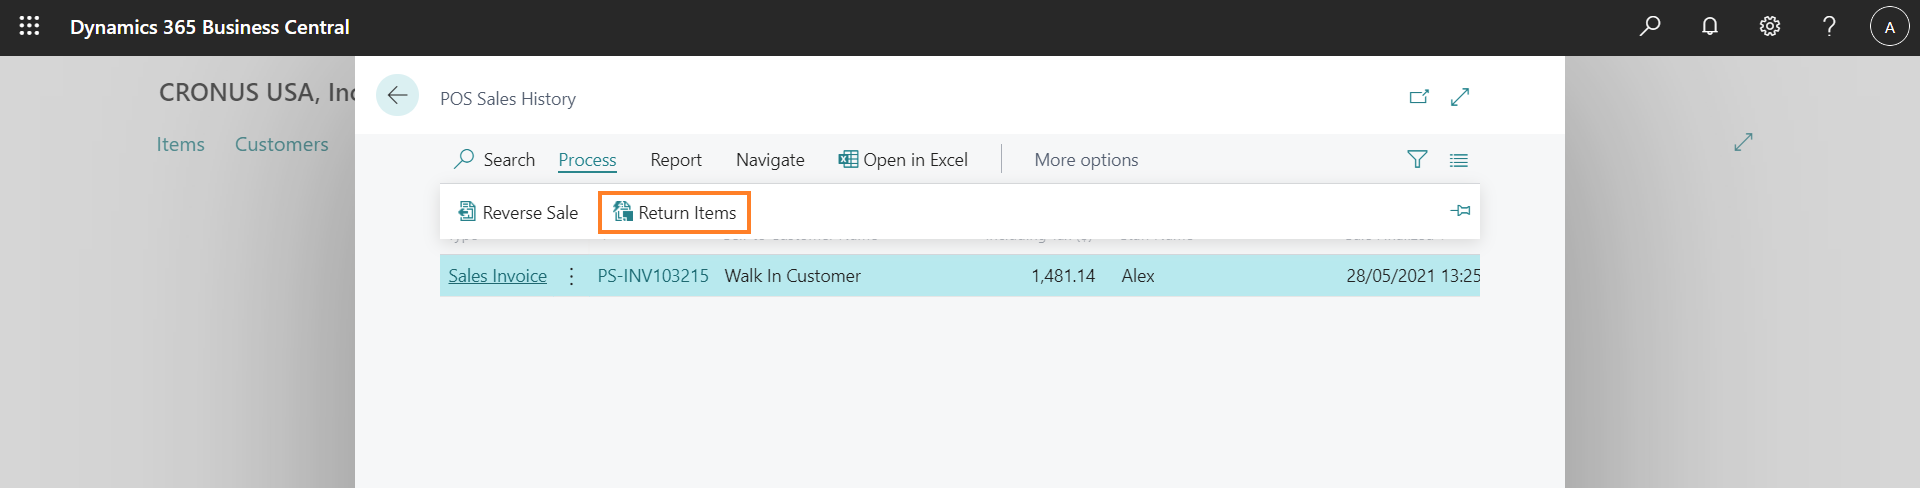 Dynamics 365 Business Central
A
CRONUS USA, Inc
Items Customers
POS Sales History
Search Process Report Navigate Open in Excel More options
Reverse Sale Return Items
Sales Invoice PS-INV103215 Walk In Customer 1,481.14 Alex 28/05/2021 13:25